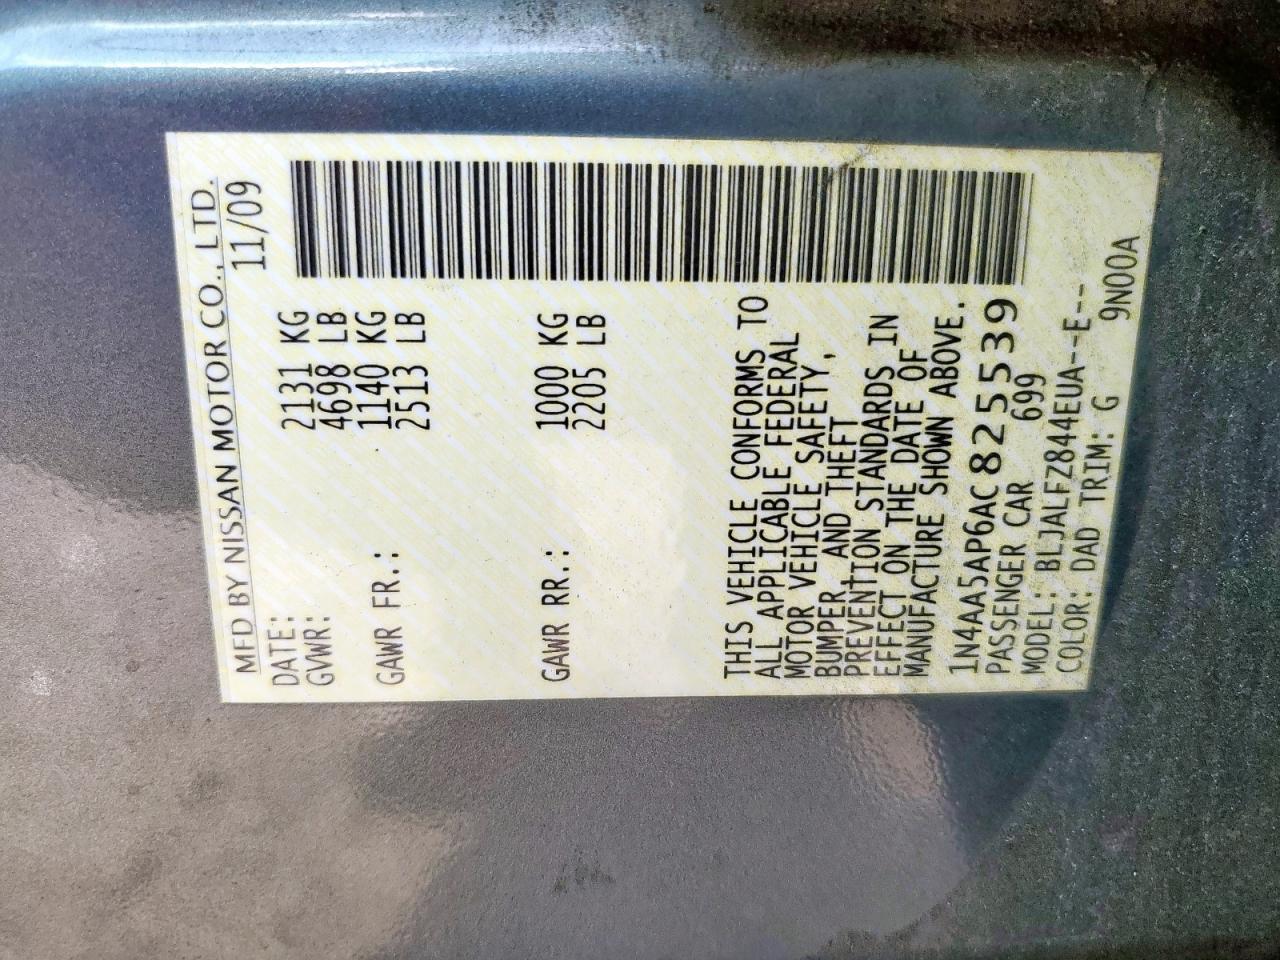 MFD BY NISSAN MOTOR CO., LTD.
DATE: 11/09
GVWR: 2131 KG
4698 LB
GAWR FR.: 1140 KG
2513 LB
GAWR RR.: 1000 KG
2205 LB
THIS VEHICLE CONFORMS TO
ALL APPLICABLE FEDERAL
MOTOR VEHICLE SAFETY,
BUMPER, AND THEFT
PREVENTION STANDARDS IN
EFFECT ON THE DATE OF
MANUFACTURE SHOWN ABOVE.
1N4AA5AP6AC825539
PASSENGER CAR 699
MODEL: BLJALFZ844EUA--E--
COLOR: DAD TRIM: G 9N00A